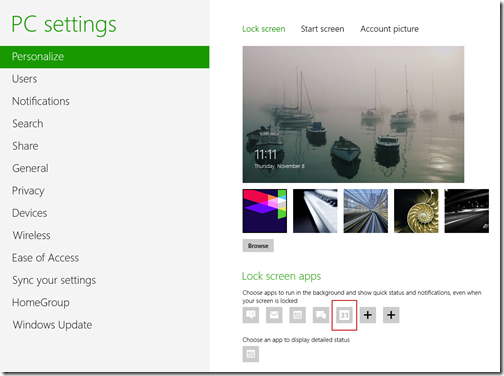 PC settings
Personalize
Users
Notifications
Search
Share
General
Privacy
Devices
Wireless
Ease of Access
Sync your settings
HomeGroup
Windows Update
Lock screen Start screen Account picture
11:11
Thursday, November 8
Browse
Lock screen apps
Choose apps to run in the background and show quick status and notifications, even when
your screen is locked
31
Choose an app to display detailed status